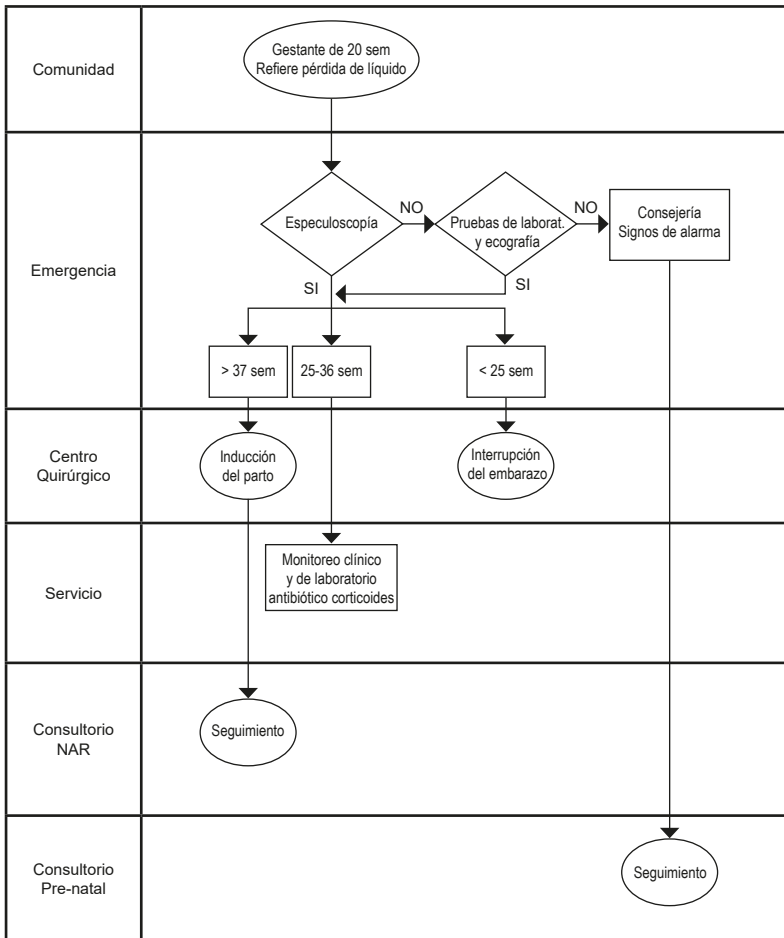 Comunidad
Gestante de 20 sem
Refiere pérdida de líquido
Emergencia
Especuloscopía
NO
Pruebas de laborat.
y ecografía
NO
Consejería
Signos de alarma
SI
SI
> 37 sem
25-36 sem
< 25 sem
Centro
Quirúrgico
Inducción
del parto
Interrupción
del embarazo
Servicio
Monitoreo clínico
y de laboratorio
antibiótico corticoides
Consultorio
NAR
Seguimiento
Consultorio
Pre-natal
Seguimiento